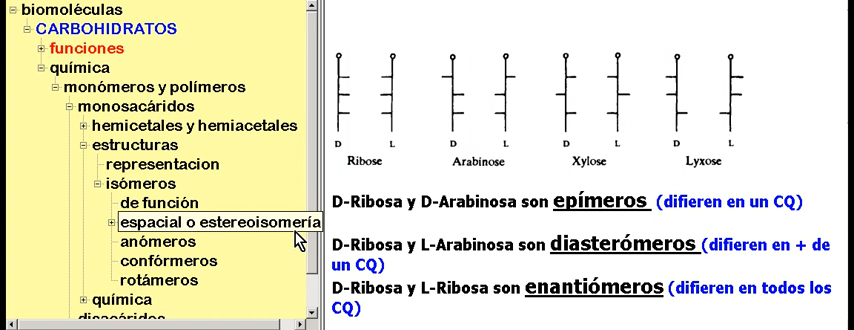 biomoléculas
CARBOHIDRATOS
funciones
química
monómeros y polímeros
monosacáridos
hemicetales y hemiacetales
estructuras
representacion
isómeros
de función
espacial o estereoisomería
anómeros
confórmeros
rotámeros
química
disacáridos
D L D L D L D L
Ribose Arabinose Xylose Lyxose
D-Ribosa y D-Arabinosa son epímeros (difieren en un CQ)
D-Ribosa y L-Arabinosa son diasterómeros (difieren en + de
un CQ)
D-Ribosa y L-Ribosa son enantiómeros (difieren en todos los
CQ)